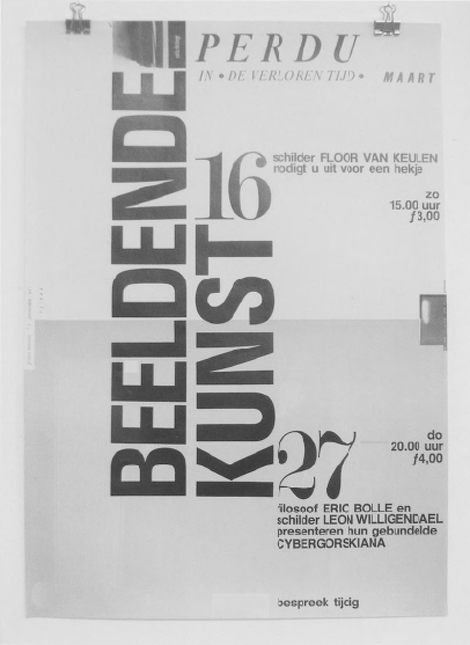 PERDU
IN • DE VERLOREN TIJD •
MAART
BEELDENDE
KUNST
16
schilder FLOOR VAN KEULEN
nodigt u uit voor een hekje
zo
15.00 uur
ƒ3,00
27
do
20.00 uur
ƒ4,00
filosoof ERIC BOLLE en
schilder LEON WILLIGENDAEL
presenteren hun gebundelde
CYBERGORSKIANA
bespreek tijdig